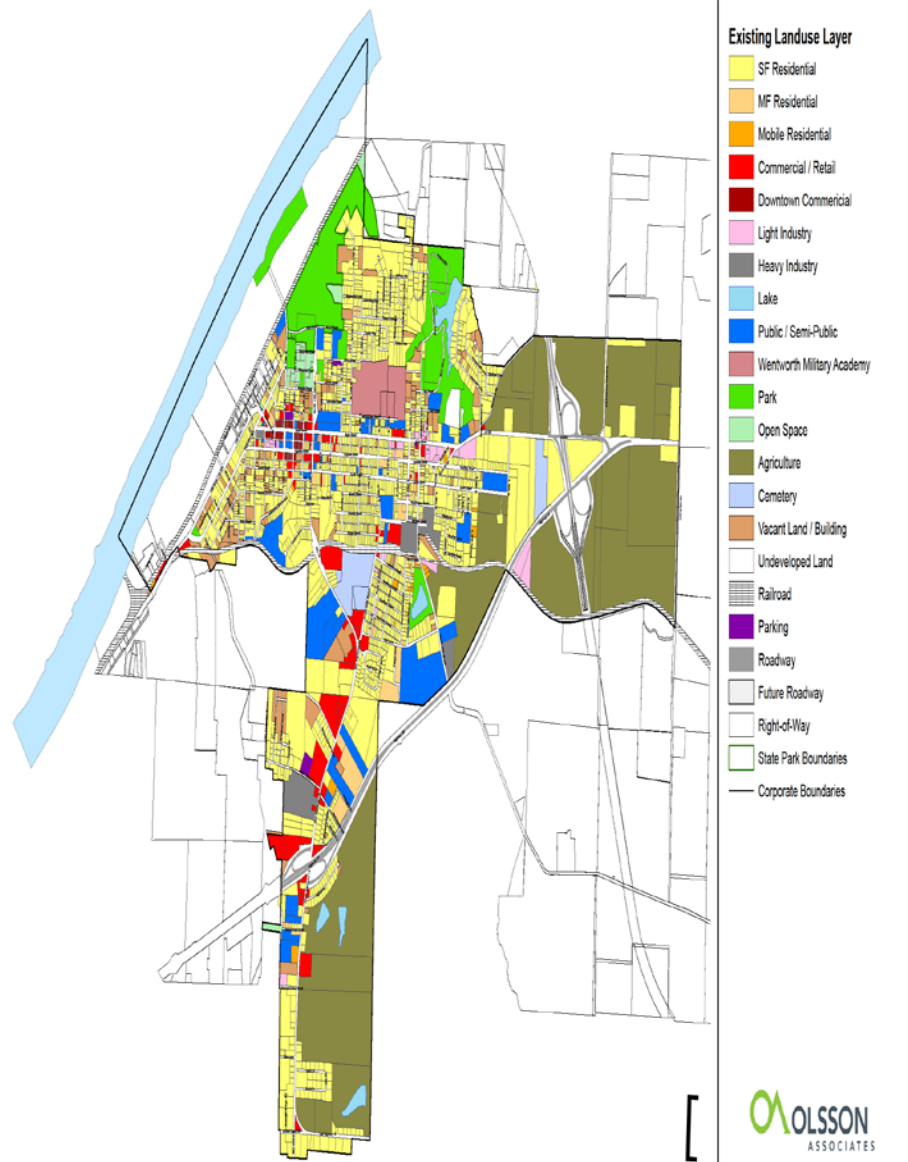 Existing Landuse Layer
SF Residential
MF Residential
Mobile Residential
Commercial / Retail
Downtown Commericial
Light Industry
Heavy Industry
Lake
Public / Semi-Public
Wentworth Military Academy
Park
Open Space
Agriculture
Cemetery
Vacant Land / Building
Undeveloped Land
Railroad
Parking
Roadway
Future Roadway
Right-of-Way
State Park Boundaries
Corporate Boundaries
OLSSON
ASSOCIATES